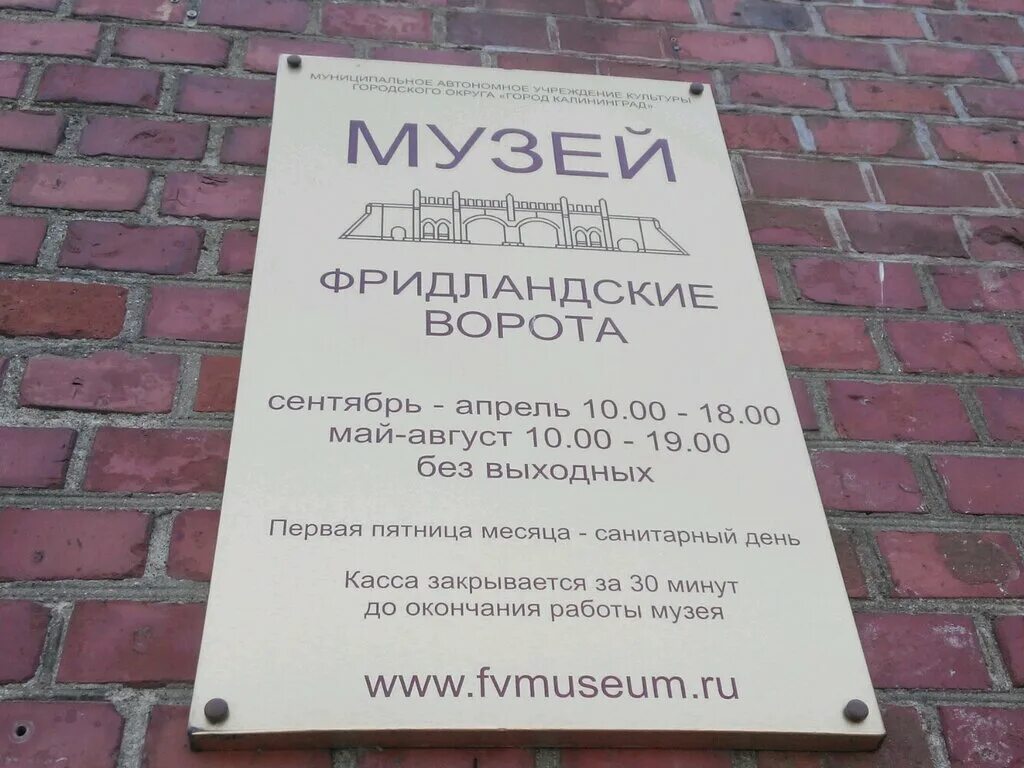 МУНИЦИПАЛЬНОЕ АВТОНОМНОЕ УЧРЕЖДЕНИЕ КУЛЬТУРЫ
ГОРОДСКОГО ОКРУГА «ГОРОД КАЛИНИНГРАД»
МУЗЕЙ
ФРИДЛАНДСКИЕ
ВОРОТА
сентябрь - апрель 10.00 - 18.00
май-август 10.00 - 19.00
без выходных
Первая пятница месяца - санитарный день
Касса закрывается за 30 минут
до окончания работы музея
www.fvmuseum.ru